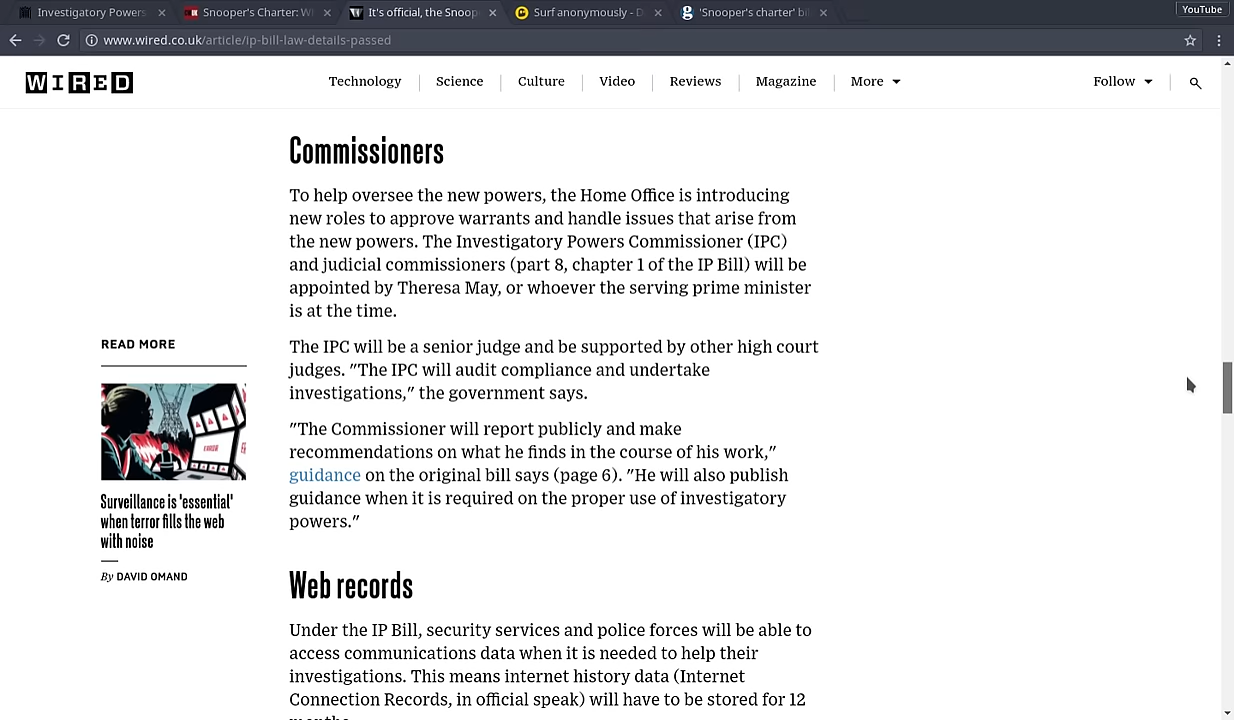 Investigatory Powers
Snooper's Charter: W
It's official, the Snoop
Surf anonymously - D
'Snooper's charter' bil
YouTube
www.wired.co.uk/article/ip-bill-law-details-passed
WIRED
Technology
Science
Culture
Video
Reviews
Magazine
More
Follow
Commissioners
To help oversee the new powers, the Home Office is introducing
new roles to approve warrants and handle issues that arise from
the new powers. The Investigatory Powers Commissioner (IPC)
and judicial commissioners (part 8, chapter 1 of the IP Bill) will be
appointed by Theresa May, or whoever the serving prime minister
is at the time.
The IPC will be a senior judge and be supported by other high court
judges. "The IPC will audit compliance and undertake
investigations," the government says.
"The Commissioner will report publicly and make
recommendations on what he finds in the course of his work,"
guidance on the original bill says (page 6). "He will also publish
guidance when it is required on the proper use of investigatory
powers."
READ MORE
Surveillance is 'essential'
when terror fills the web
with noise
By DAVID OMAND
Web records
Under the IP Bill, security services and police forces will be able to
access communications data when it is needed to help their
investigations. This means internet history data (Internet
Connection Records, in official speak) will have to be stored for 12